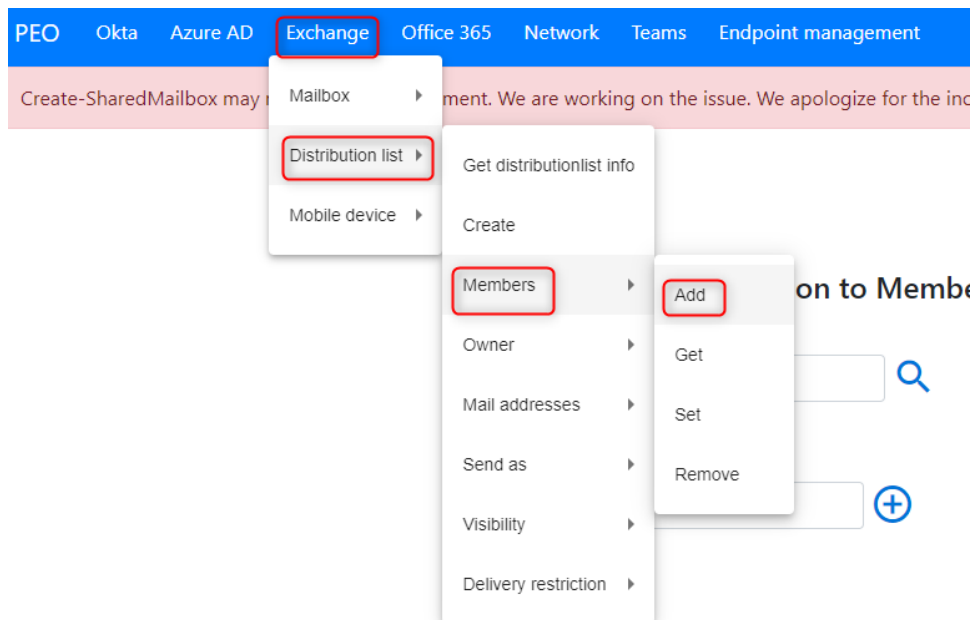 PEO Okta Azure AD Exchange Office 365 Network Teams Endpoint management
Create-SharedMailbox may ment. We are working on the issue. We apologize for the
Mailbox
Distribution list
Mobile device
Get distributionlist info
Create
Members
Owner
Mail addresses
Send as
Visibility
Delivery restriction
Add
Get
Set
Remove
on to